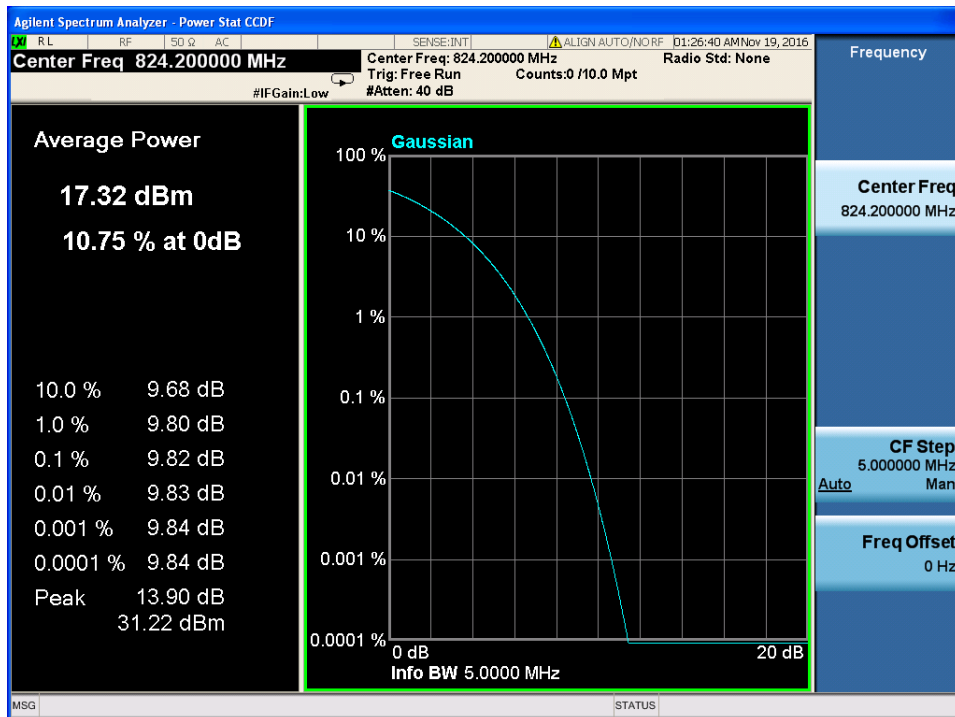 Agilent Spectrum Analyzer - Power Stat CCDF
LXI RL RF 50 Ω AC SENSE:INT ALIGN AUTO/NO RF 01:26:40 AM Nov 19, 2016
Center Freq 824.200000 MHz
#IFGain:Low
Center Freq: 824.200000 MHz Radio Std: None
Trig: Free Run Counts:0 /10.0 Mpt
#Atten: 40 dB
Average Power
17.32 dBm
10.75 % at 0dB
10.0 % 9.68 dB
1.0 % 9.80 dB
0.1 % 9.82 dB
0.01 % 9.83 dB
0.001 % 9.84 dB
0.0001 % 9.84 dB
Peak 13.90 dB
31.22 dBm
Gaussian
100 %
10 %
1 %
0.1 %
0.01 %
0.001 %
0.0001 %
0 dB 20 dB
Info BW 5.0000 MHz
Frequency
Center Freq
824.200000 MHz
CF Step
5.000000 MHz
Auto Man
Freq Offset
0 Hz
MSG STATUS